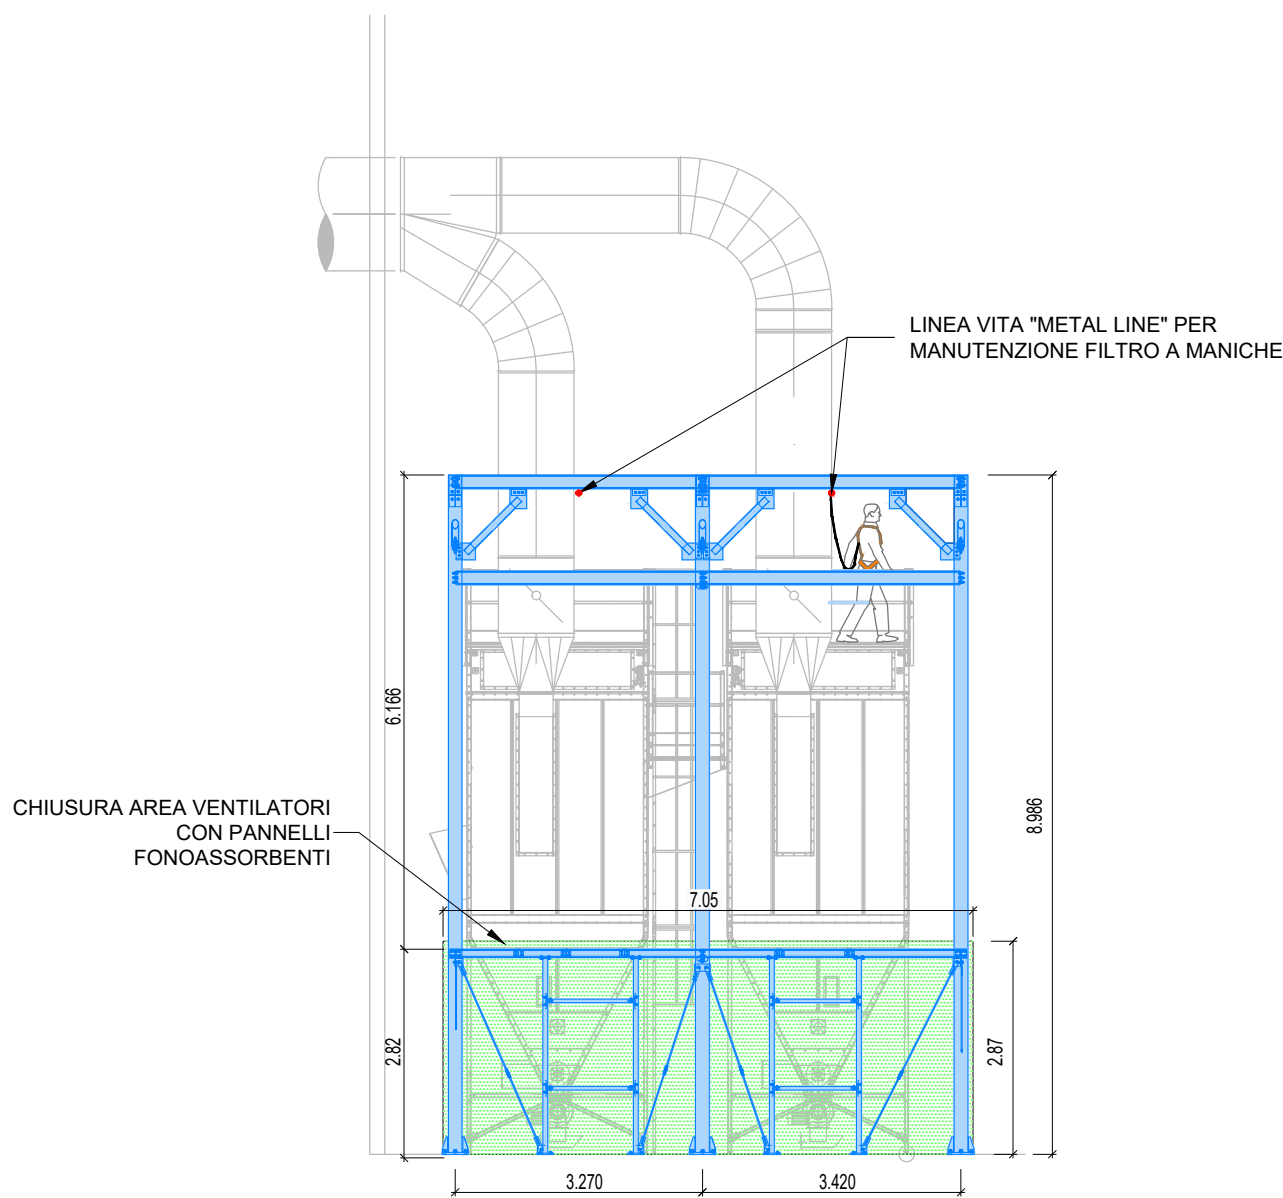 LINEA VITA "METAL LINE" PER
MANUTENZIONE FILTRO A MANICHE
6.166
8.986
CHIUSURA AREA VENTILATORI
CON PANNELLI
FONOASSORBENTI
7.05
2.82
2.87
3.270
3.420